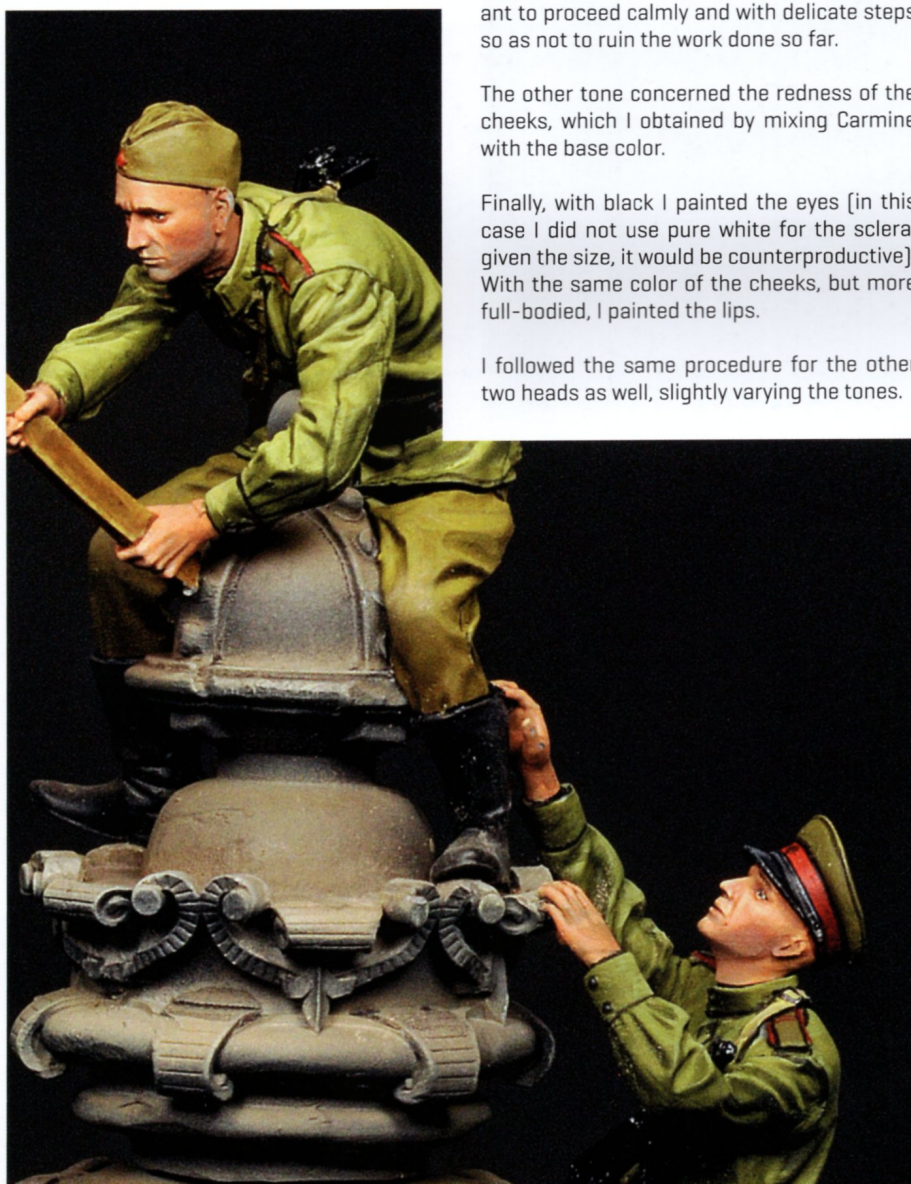 ant to proceed calmly and with delicate steps
so as not to ruin the work done so far.
The other tone concerned the redness of the
cheeks, which I obtained by mixing Carmine
with the base color.
Finally, with black I painted the eyes (in this
case I did not use pure white for the sclera
given the size, it would be counterproductive)
With the same color of the cheeks, but more
full-bodied, I painted the lips.
I followed the same procedure for the other
two heads as well, slightly varying the tones.